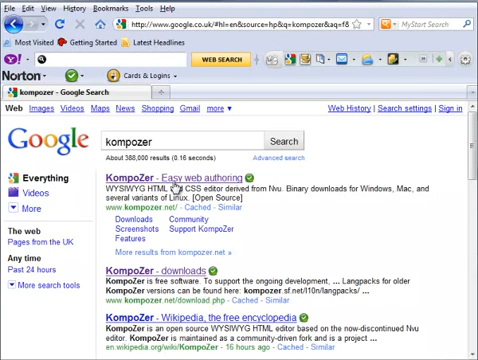 File Edit View History Bookmarks Tools Help
http://www.google.co.uk/#hl=en&source=hp&q=kompozer&aq=f&
MyStart Search
Most Visited Getting Started Latest Headlines
Y! WEB SEARCH
Norton Cards & Logins
kompozer - Google Search
Web Images Videos Maps News Shopping Gmail more Web History | Search settings | Sign in
Google kompozer Search
About 388,000 results (0.16 seconds) Advanced search
Everything
Videos
More
The web
Pages from the UK
Any time
Past 24 hours
More search tools
KompoZer - Easy web authoring
WYSIWYG HTML and CSS editor derived from Nvu. Binary downloads for Windows, Mac, and
several variants of Linux. [Open Source]
www.kompozer.net/ - Cached - Similar
Downloads Community
Screenshots Support KompoZer
Features
More results from kompozer.net »
KompoZer - downloads
KompoZer is free software. To support the ongoing development, ... Langpacks for older
KompoZer versions can be found here: kompozer.sf.net/l10n/langpacks/ ...
www.kompozer.net/download.php - Cached - Similar
KompoZer - Wikipedia, the free encyclopedia
KompoZer is an open source WYSIWYG HTML editor based on the now-discontinued Nvu
editor. KompoZer is maintained as a community-driven fork and is a project ...
en.wikipedia.org/wiki/KompoZer - 16 hours ago - Cached - Similar